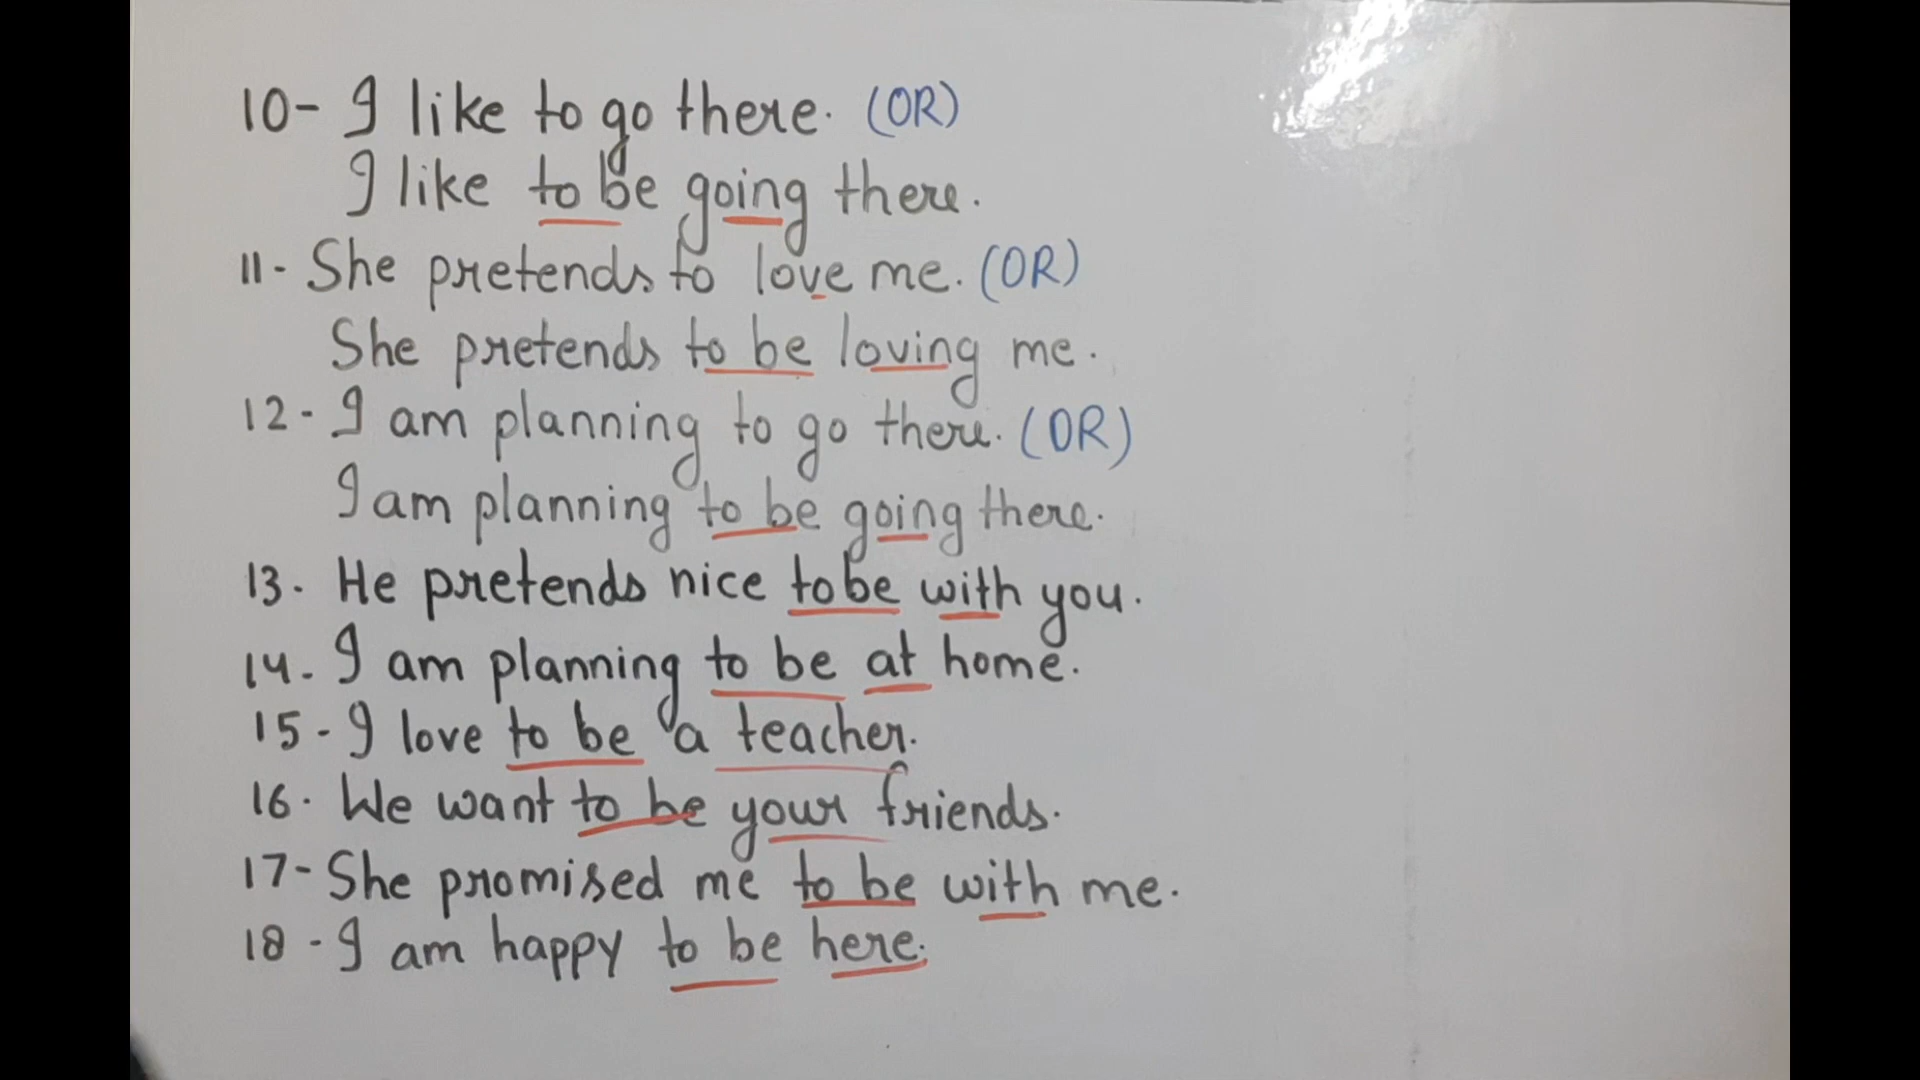 10- I like to go there. (OR)
I like to be going there.
11- She pretends to love me. (OR)
She pretends to be loving me.
12- I am planning to go there. (OR)
I am planning to be going there.
13. He pretends nice to be with you.
14. I am planning to be at home.
15- I love to be a teacher.
16. We want to be your friends.
17- She promised me to be with me.
18- I am happy to be here.